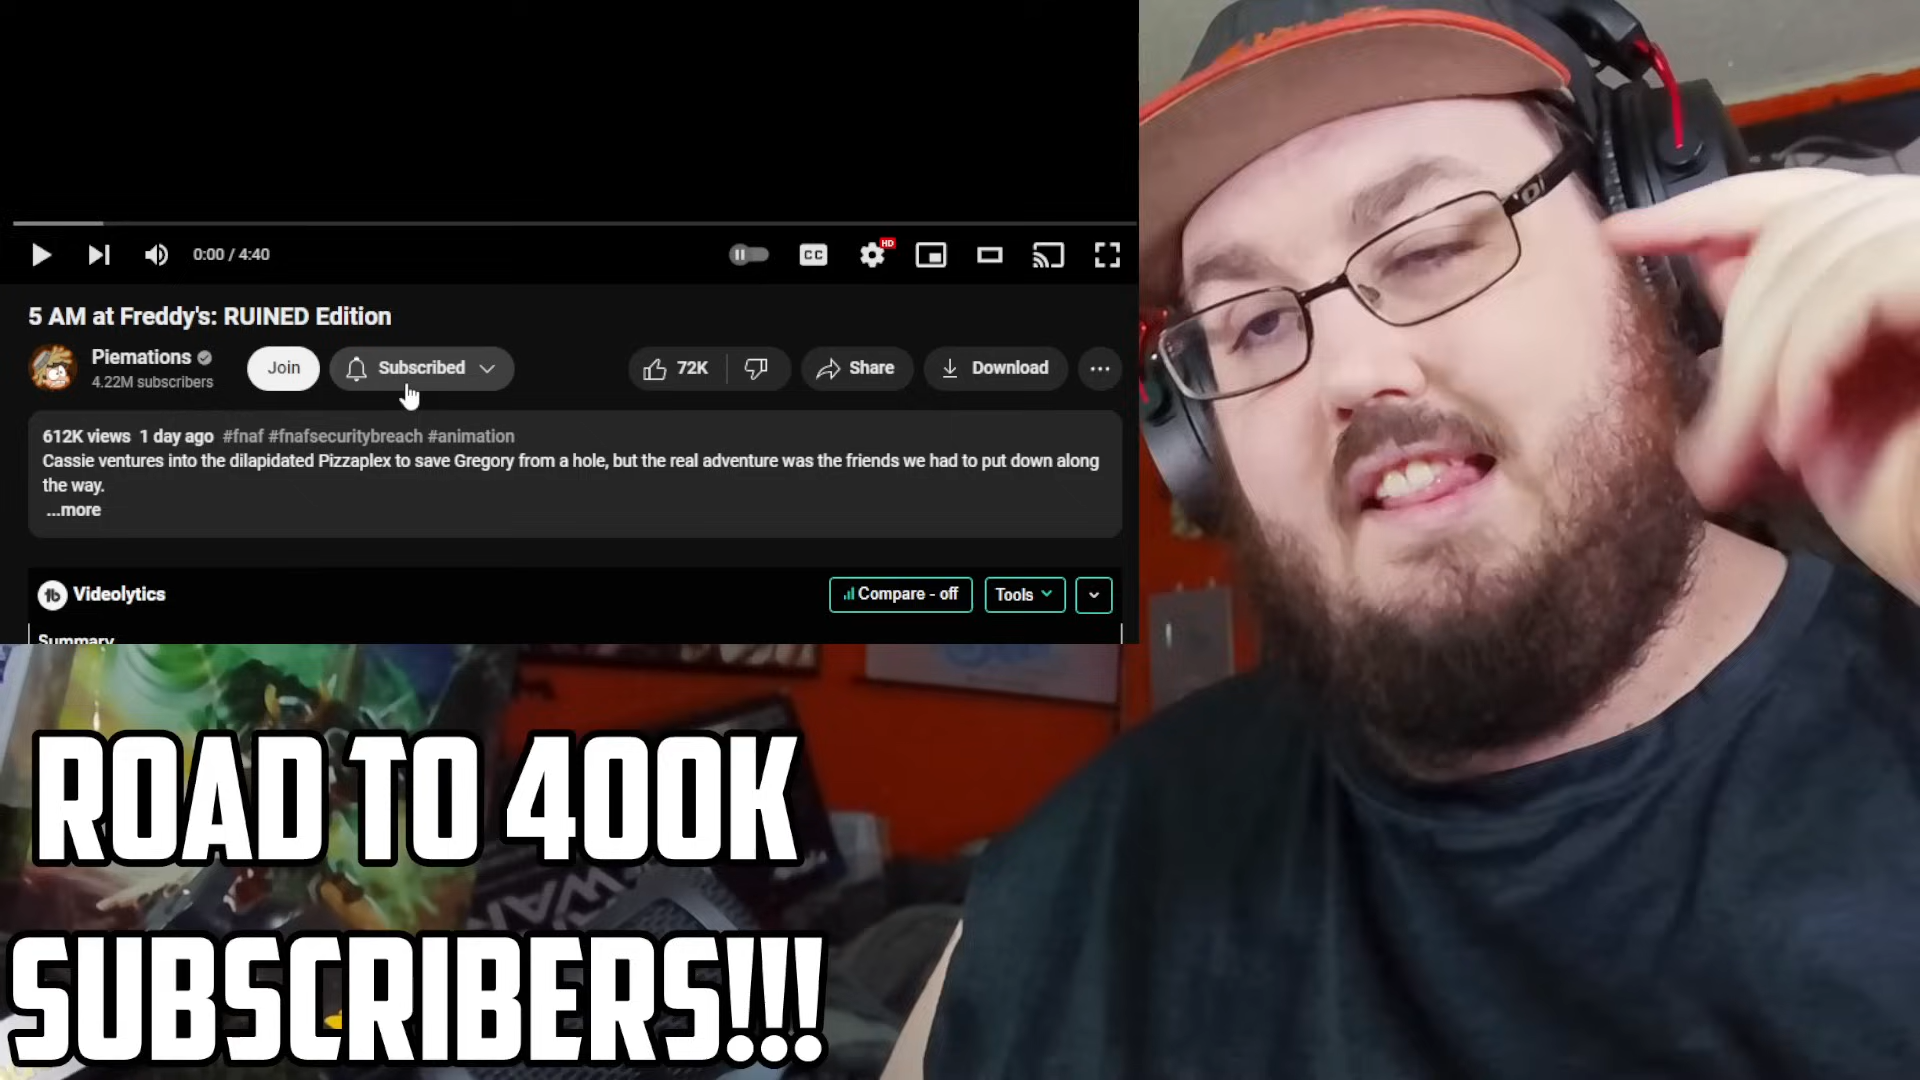 0:00 / 4:40
CC
HD
5 AM at Freddy's: RUINED Edition
Piemations
4.22M subscribers
Join
Subscribed
72K
Share
Download
612K views 1 day ago #fnaf #fnafsecuritybreach #animation
Cassie ventures into the dilapidated Pizzaplex to save Gregory from a hole, but the real adventure was the friends we had to put down along
the way.
...more
Videolytics
Compare - off
Tools
Summary
ROAD TO 400K
SUBSCRIBERS!!!